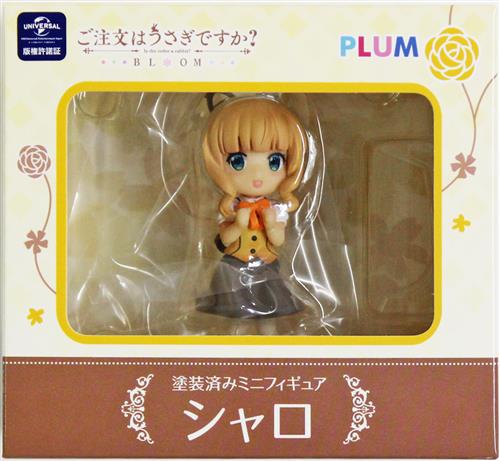 UNIVERSAL
版権許諾証
ご注文はうさぎですか?
Is the order a rabbit?
BLOOM
PLUM
塗装済みミニフィギュア
シャロ